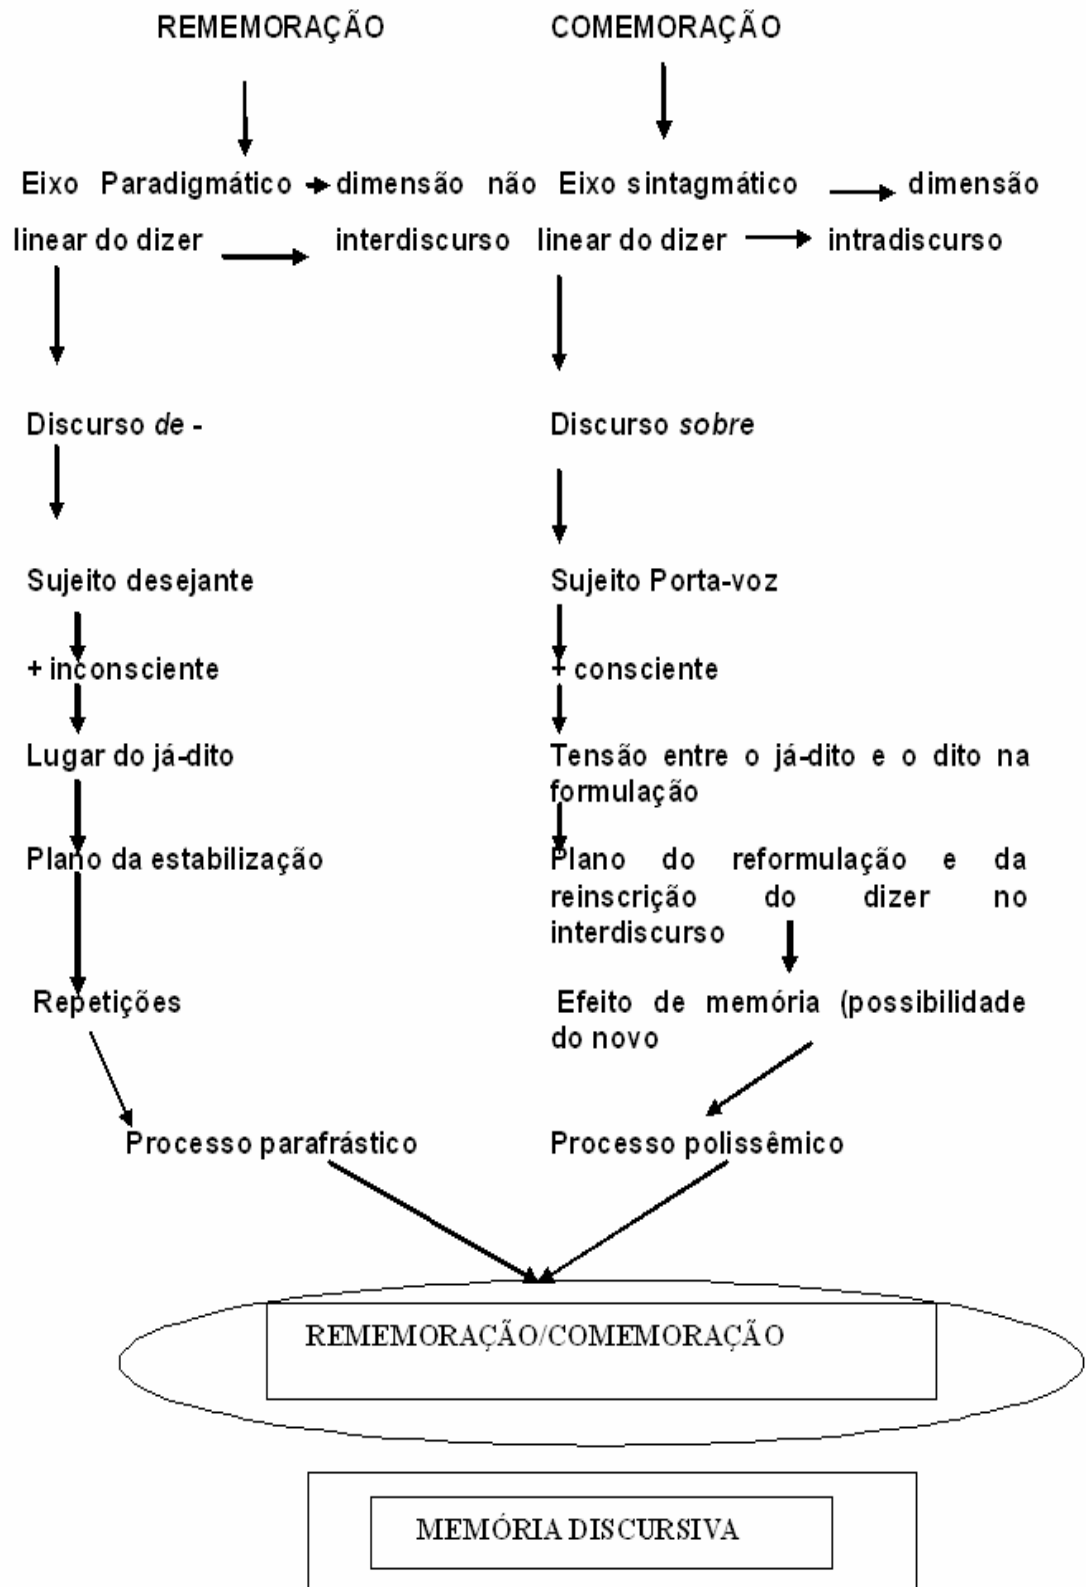 REMEMORAÇÃO
COMEMORAÇÃO
Eixo Paradigmático dimensão não
linear do dizer interdiscurso
Eixo sintagmático dimensão
linear do dizer intradiscurso
Discurso de -
Discurso sobre
Sujeito desejante
Sujeito Porta-voz
+ inconsciente
+ consciente
Lugar do já-dito
Tensão entre o já-dito e o dito na
formulação
Plano da estabilização
Plano do reformulação e da
reinscrição do dizer no
interdiscurso
Repetições
Efeito de memória (possibilidade
do novo
Processo parafrástico
Processo polissêmico
REMEMORAÇÃO/COMEMORAÇÃO
MEMÓRIA DISCURSIVA